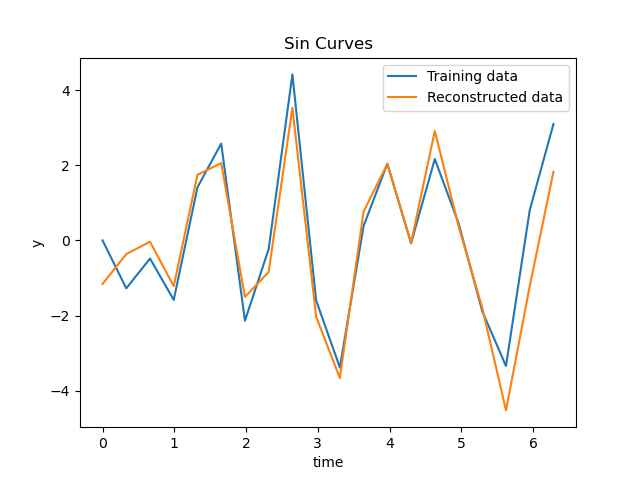 Sin Curves
Training data
Reconstructed data
4
2
0
−2
−4
y
0 1 2 3 4 5 6
time